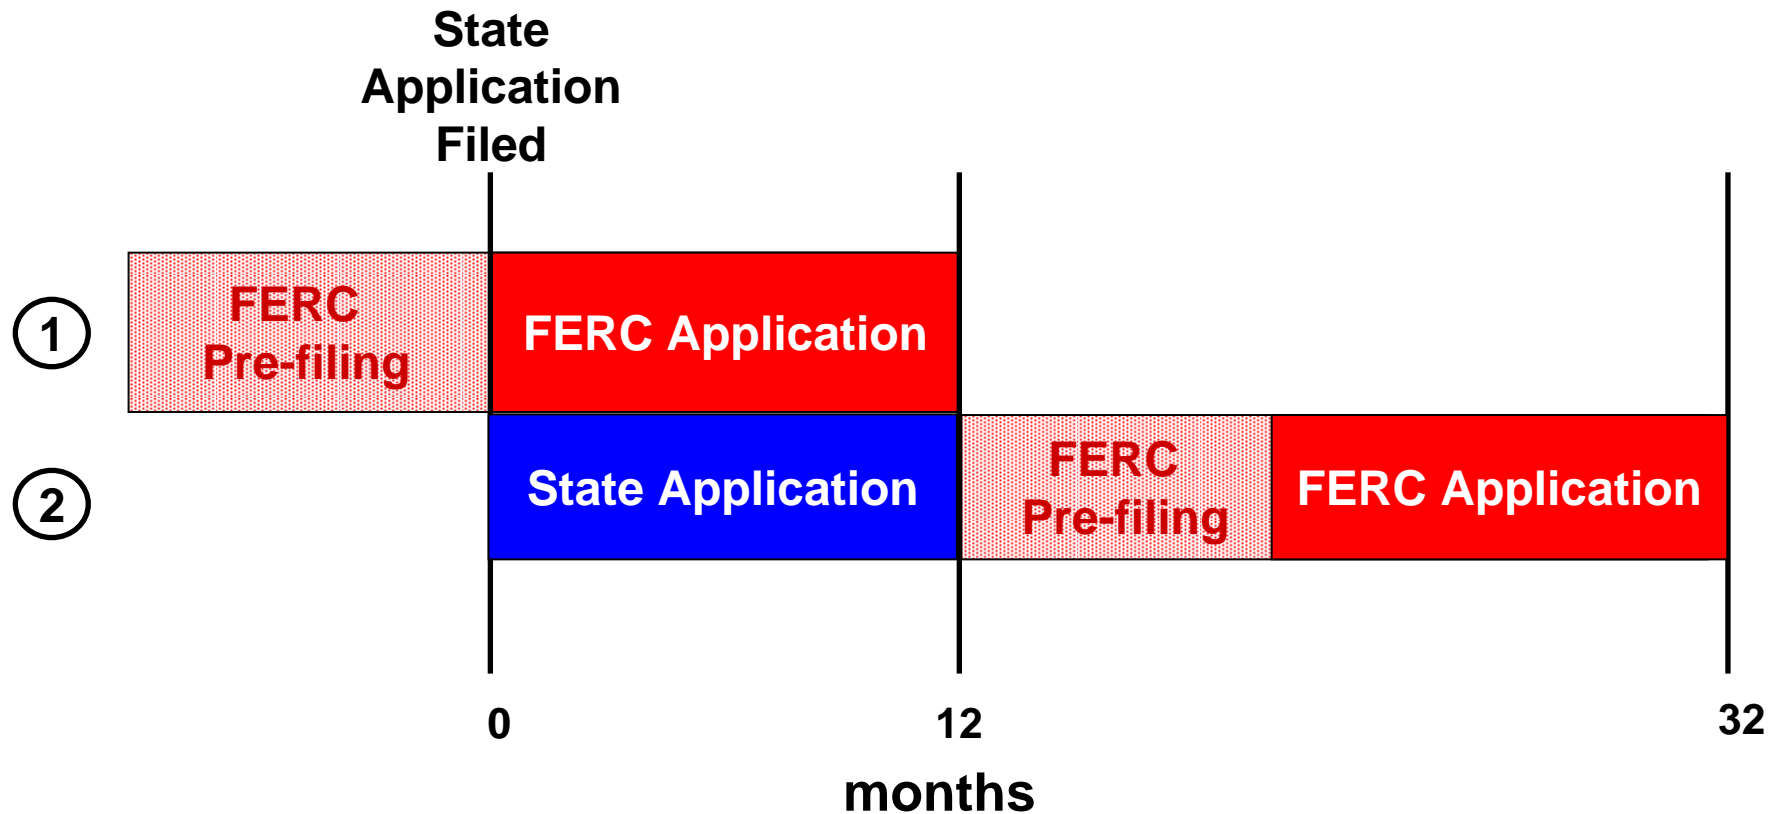 State
Application
Filed
1
FERC
Pre-filing
FERC Application
2
State Application
FERC
Pre-filing
FERC Application
0
12
32
months